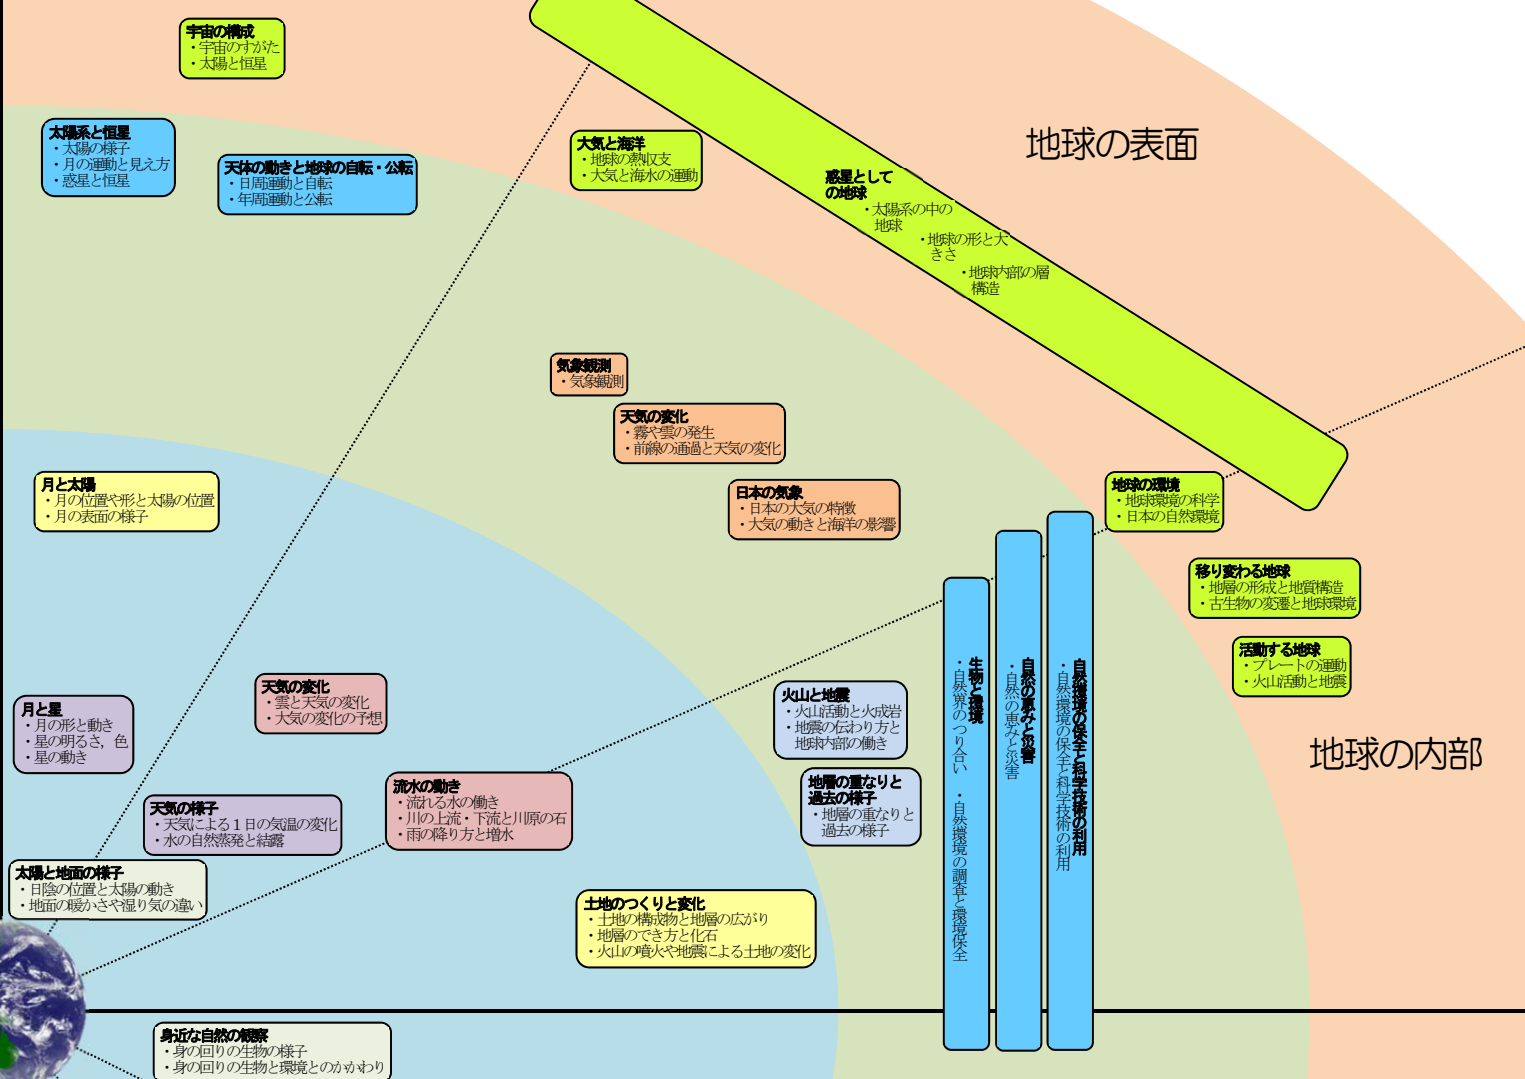 宇宙の構成
・宇宙のすがた
・太陽と恒星
太陽系と恒星
・太陽の様子
・月の運動と見え方
・惑星と恒星
天体の動きと地球の自転・公転
・日周運動と自転
・年周運動と公転
大気と海洋
・地球の熱収支
・大気と海水の運動
地球の表面
惑星として
の地球
・太陽系の中の
地球
・地球の形と大
きさ
・地球内部の層
構造
気象観測
・気象観測
天気の変化
・霧や雲の発生
・前線の通過と天気の変化
日本の気象
・日本の大気の特徴
・大気の動きと海洋の影響
月と太陽
・月の位置や形と太陽の位置
・月の表面の様子
地球の環境
・地球環境の科学
・日本の自然環境
移り変わる地球
・地層の形成と地質構造
・古生物の変遷と地球環境
活動する地球
・プレートの運動
・火山活動と地震
地球の内部
月と星
・月の形と動き
・星の明るさ，色
・星の動き
天気の変化
・雲と天気の変化
・大気の変化の予想
天気の様子
・天気による１日の気温の変化
・水の自然蒸発と結露
流水の動き
・流れる水の働き
・川の上流・下流と川原の石
・雨の降り方と増水
火山と地震
・火山活動と火成岩
・地震の伝わり方と
地球内部の働き
地層の重なりと
過去の様子
・地層の重なりと
過去の様子
生物と環境
・自然界のつり合い　・自然環境の調査と環境保全
自然の恵みと災害
・自然の恵みと災害
自然環境の保全と科学技術の利用
・自然環境の保全と科学技術の利用
太陽と地面の様子
・日陰の位置と太陽の動き
・地面の暖かさや湿り気の違い
土地のつくりと変化
・土地の構成物と地層の広がり
・地層のでき方と化石
・火山の噴火や地震による土地の変化
身近な自然の観察
・身の回りの生物の様子
・身の回りの生物と環境とのかかわり